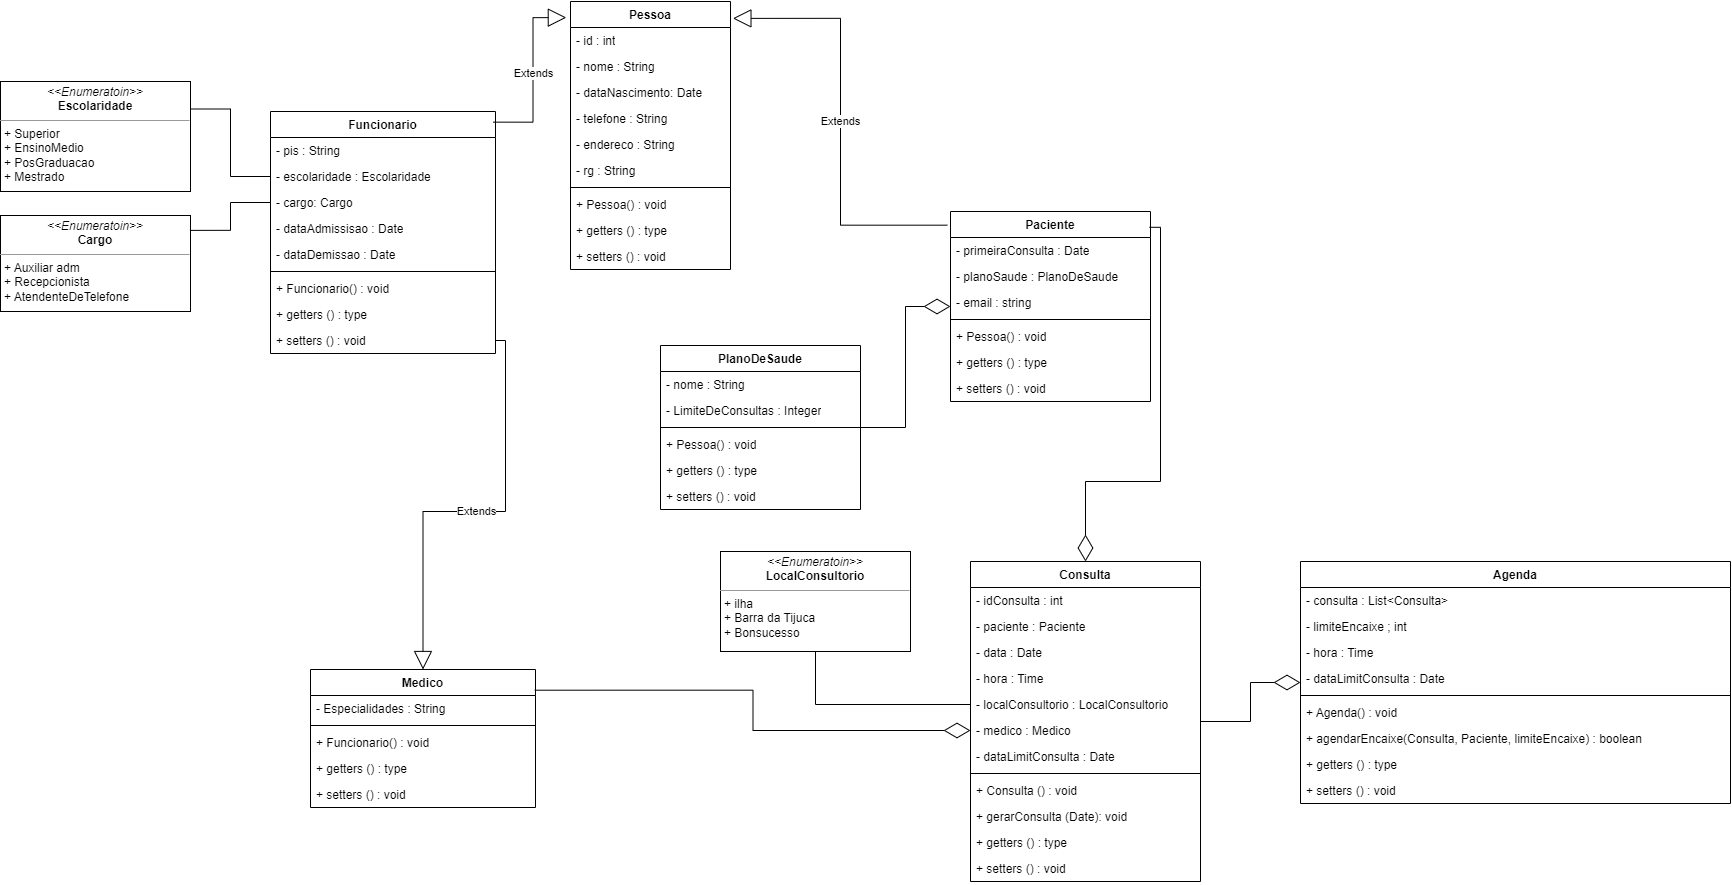 Pessoa
- id : int
- nome : String
- dataNascimento: Date
- telefone : String
- endereco : String
- rg : String
+ Pessoa() : void
+ getters () : type
+ setters () : void
Extends
Extends
<<Enumeratoin>>
Escolaridade
+ Superior
+ EnsinoMedio
+ PosGraduacao
+ Mestrado
<<Enumeratoin>>
Cargo
+ Auxiliar adm
+ Recepcionista
+ AtendenteDeTelefone
Funcionario
- pis : String
- escolaridade : Escolaridade
- cargo: Cargo
- dataAdmissisao : Date
- dataDemissao : Date
+ Funcionario() : void
+ getters () : type
+ setters () : void
Paciente
- primeiraConsulta : Date
- planoSaude : PlanoDeSaude
- email : string
+ Pessoa() : void
+ getters () : type
+ setters () : void
PlanoDeSaude
- nome : String
- LimiteDeConsultas : Integer
+ Pessoa() : void
+ getters () : type
+ setters () : void
Extends
<<Enumeratoin>>
LocalConsultorio
+ ilha
+ Barra da Tijuca
+ Bonsucesso
Medico
- Especialidades : String
+ Funcionario() : void
+ getters () : type
+ setters () : void
Consulta
- idConsulta : int
- paciente : Paciente
- data : Date
- hora : Time
- localConsultorio : LocalConsultorio
- medico : Medico
- dataLimitConsulta : Date
+ Consulta () : void
+ gerarConsulta (Date): void
+ getters () : type
+ setters () : void
Agenda
- consulta : List<Consulta>
- limiteEncaixe ; int
- hora : Time
- dataLimitConsulta : Date
+ Agenda() : void
+ agendarEncaixe(Consulta, Paciente, limiteEncaixe) : boolean
+ getters () : type
+ setters () : void